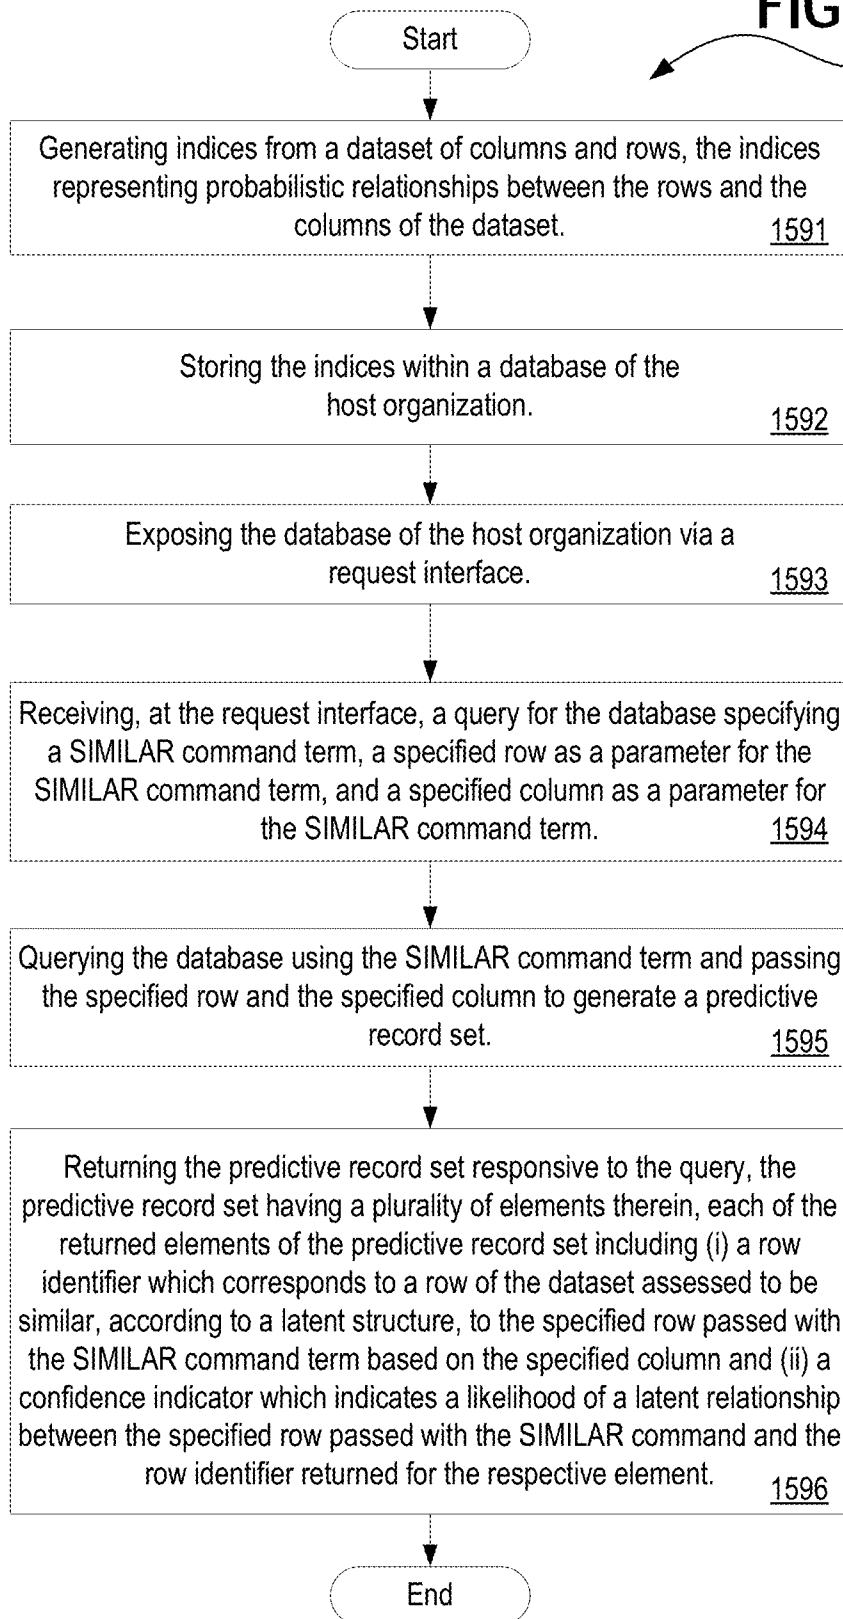 FIG
Start
Generating indices from a dataset of columns and rows, the indices
representing probabilistic relationships between the rows and the
columns of the dataset.
1591
Storing the indices within a database of the
host organization.
1592
Exposing the database of the host organization via a
request interface.
1593
Receiving, at the request interface, a query for the database specifying
a SIMILAR command term, a specified row as a parameter for the
SIMILAR command term, and a specified column as a parameter for
the SIMILAR command term.
1594
Querying the database using the SIMILAR command term and passing
the specified row and the specified column to generate a predictive
record set.
1595
Returning the predictive record set responsive to the query, the
predictive record set having a plurality of elements therein, each of the
returned elements of the predictive record set including (i) a row
identifier which corresponds to a row of the dataset assessed to be
similar, according to a latent structure, to the specified row passed with
the SIMILAR command term based on the specified column and (ii) a
confidence indicator which indicates a likelihood of a latent relationship
between the specified row passed with the SIMILAR command and the
row identifier returned for the respective element.
1596
End